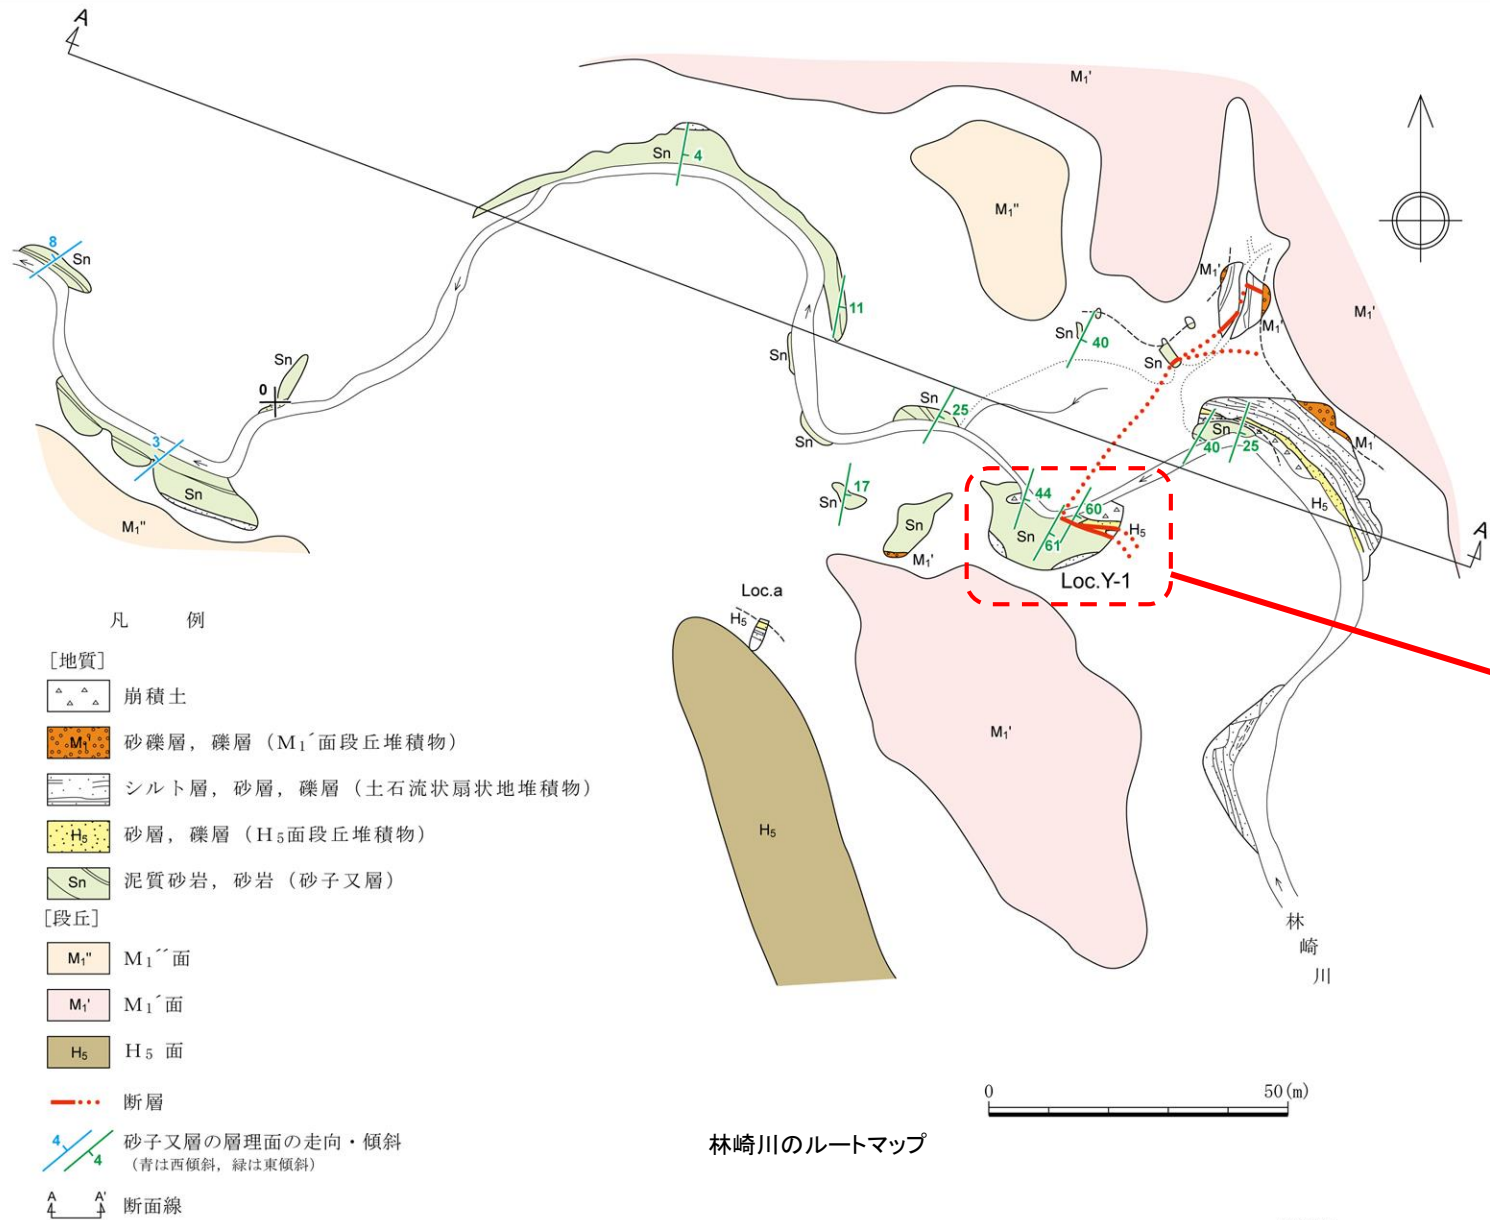 A
M₁'
M₁''
Sn
4
8
Sn
11
M₁'
M₁'
M₁'
Sn
40
Sn
Sn
Sn
0
Sn
25
Sn
40
25
M₁'
Sn
3
Sn
M₁''
17
Sn
44
60
H₅
H₅
A
Sn
Sn
61
M₁'
Loc.Y-1
Loc.a
H₅
M₁'
H₅
林
崎
川
凡 例
[地質]
崩積土
M₁' 砂礫層，礫層（M₁´面段丘堆積物）
シルト層，砂層，礫層（土石流状扇状地堆積物）
H₅ 砂層，礫層（H₅面段丘堆積物）
Sn 泥質砂岩，砂岩（砂子又層）
[段丘]
M₁'' M₁´´面
M₁' M₁´面
H₅ H₅ 面
断層
4 4 砂子又層の層理面の走向・傾斜
（青は西傾斜，緑は東傾斜）
A A' 断面線
0 50(m)
林崎川のルートマップ